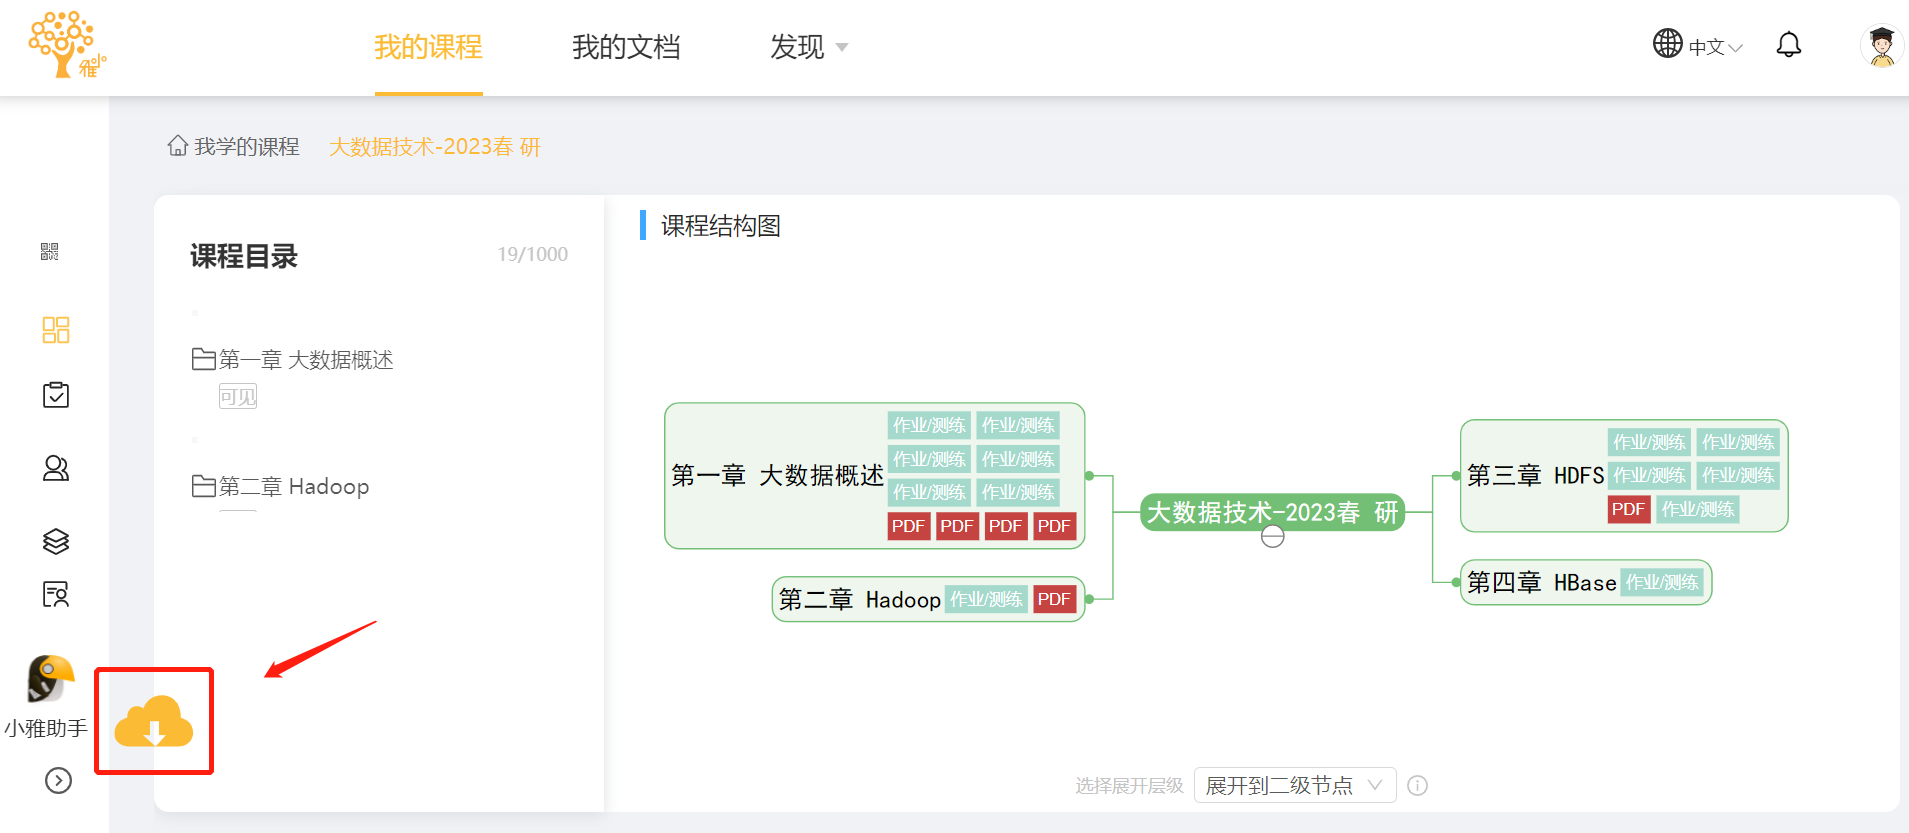 小雅
我的课程 我的文档 发现 中文
我学的课程 大数据技术-2023春 研
课程目录 19/1000
课程结构图
第一章 大数据概述
可见
第二章 Hadoop
第一章 大数据概述
作业/测练 作业/测练
作业/测练 作业/测练
作业/测练 作业/测练
PDF PDF PDF PDF
第二章 Hadoop 作业/测练 PDF
大数据技术-2023春 研
第三章 HDFS
作业/测练 作业/测练
作业/测练 作业/测练
PDF 作业/测练
第四章 HBase 作业/测练
小雅助手
选择展开层级 展开到二级节点